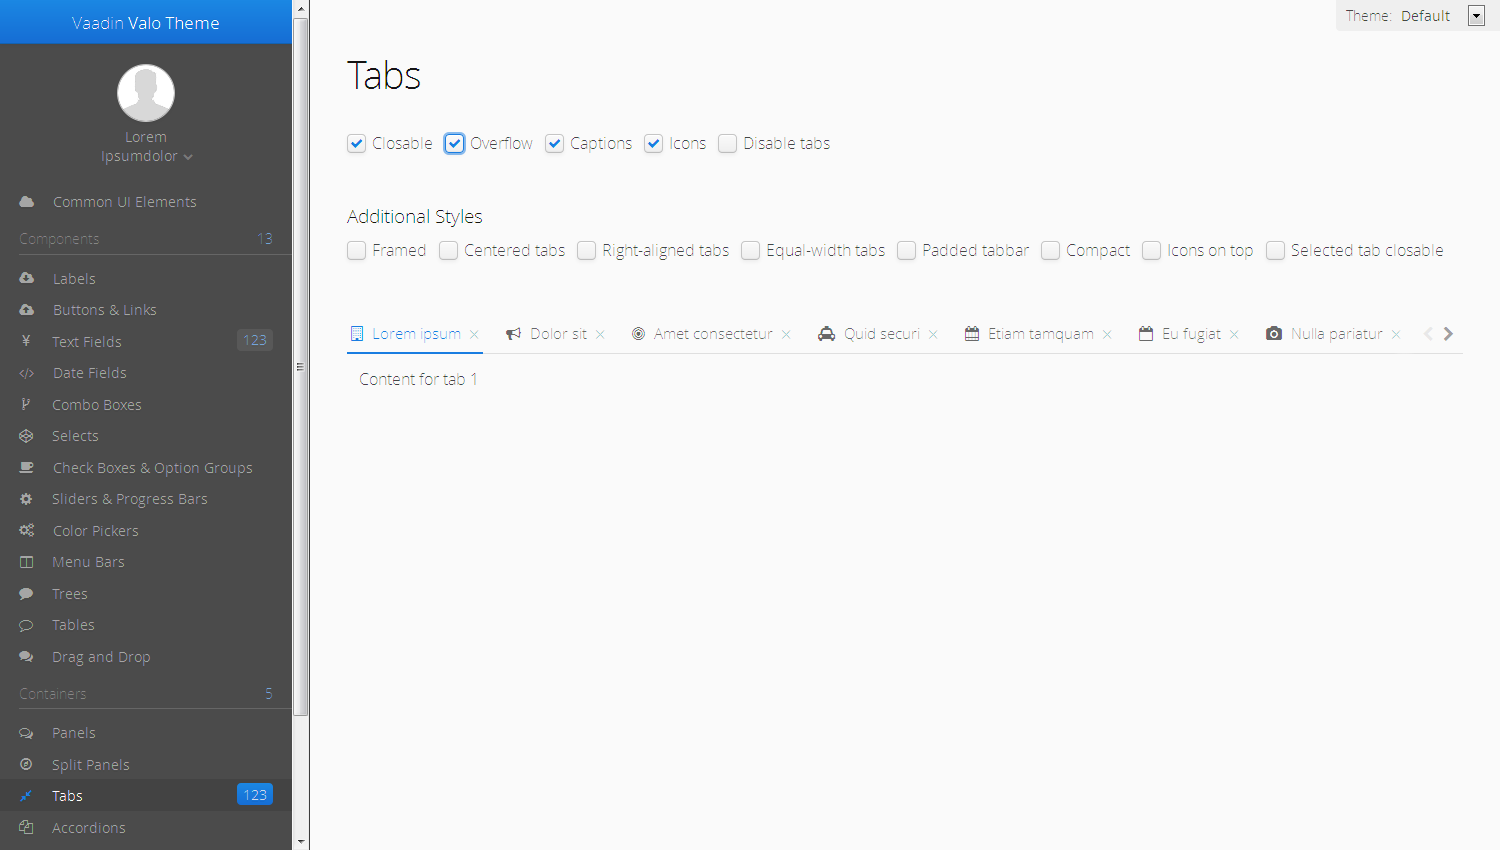 Vaadin Valo Theme
Lorem
Ipsumdolor
Common UI Elements
Components 13
Labels
Buttons & Links
Text Fields 123
Date Fields
Combo Boxes
Selects
Check Boxes & Option Groups
Sliders & Progress Bars
Color Pickers
Menu Bars
Trees
Tables
Drag and Drop
Containers 5
Panels
Split Panels
Tabs 123
Accordions
Theme: Default
Tabs
Closable Overflow Captions Icons Disable tabs
Additional Styles
Framed Centered tabs Right-aligned tabs Equal-width tabs Padded tabbar Compact Icons on top Selected tab closable
Lorem ipsum Dolor sit Amet consectetur Quid securi Etiam tamquam Eu fugiat Nulla pariatur
Content for tab 1